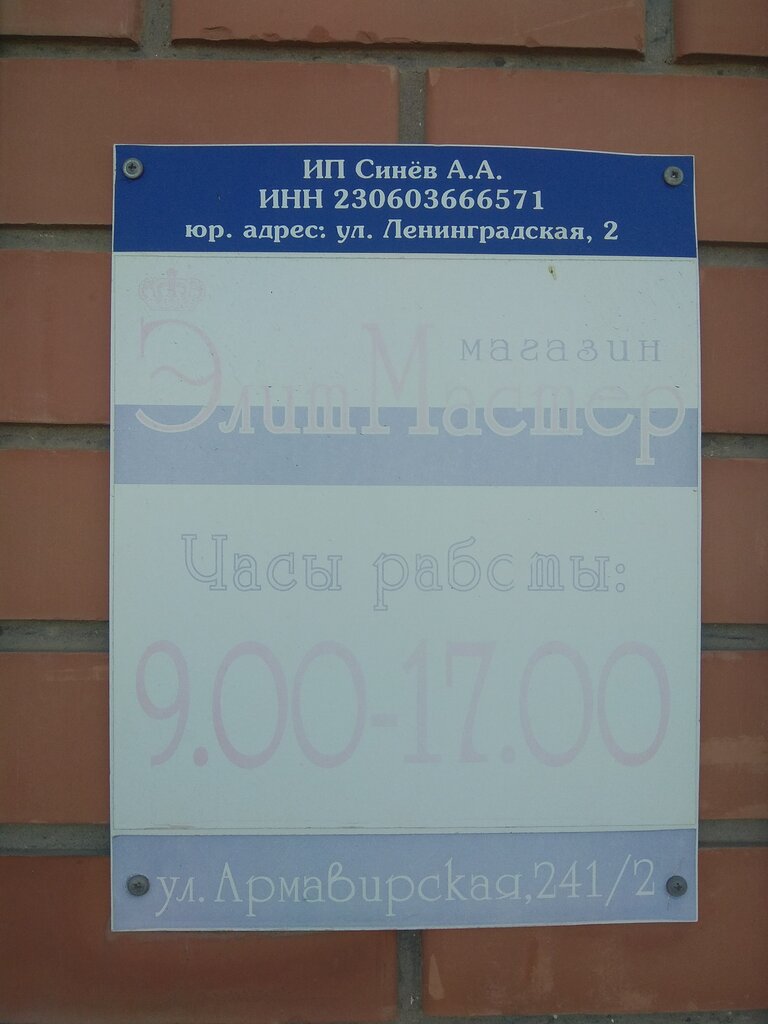 ИП Синёв А.А.
ИНН 230603666571
юр. адрес: ул. Ленинградская, 2
магазин
ЭлитМастер
Часы работы:
9.00-17.00
ул. Армавирская,241/2